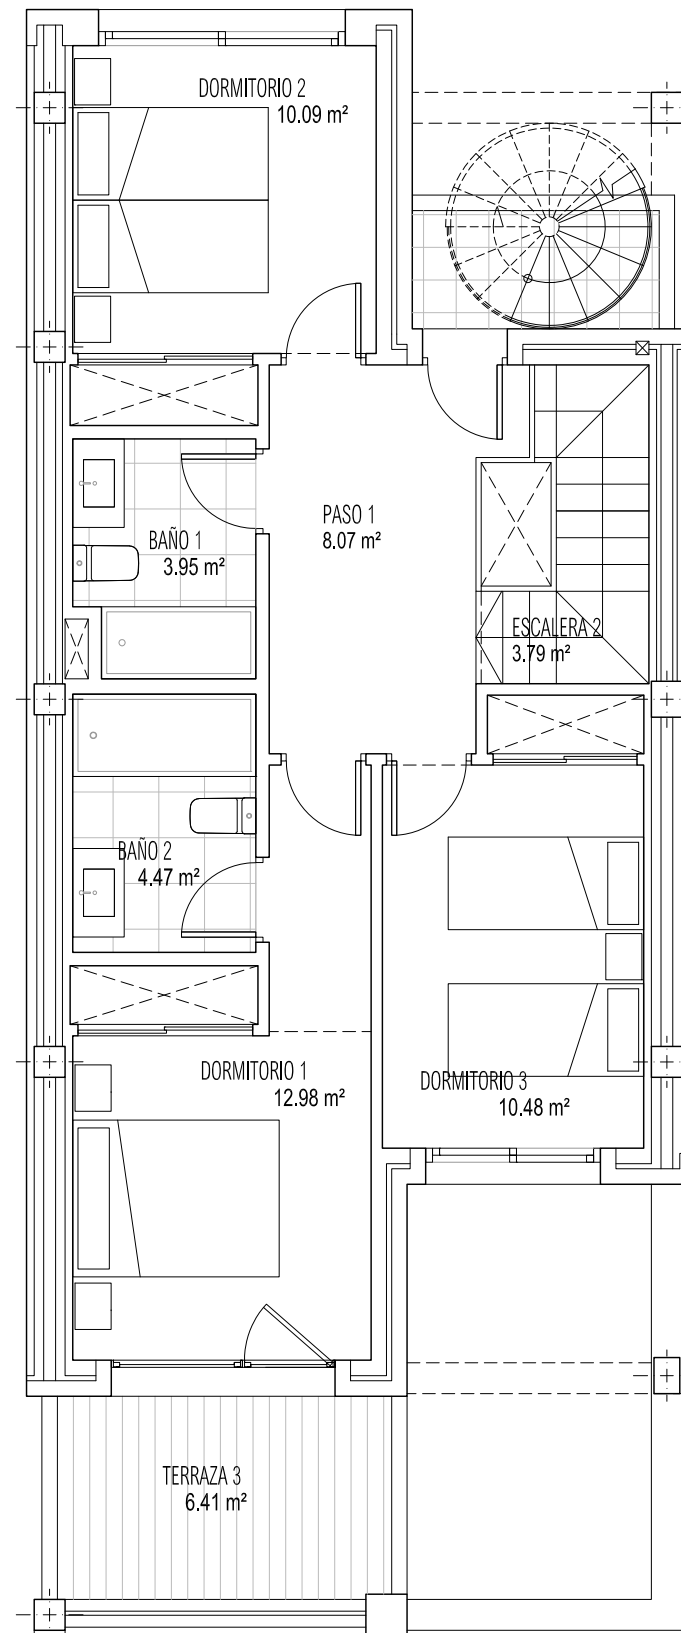 DORMITORIO 2
10.09 m²
PASO 1
8.07 m²
BAÑO 1
3.95 m²
ESCALERA 2
3.79 m²
BAÑO 2
4.47 m²
DORMITORIO 1
12.98 m²
DORMITORIO 3
10.48 m²
TERRAZA 3
6.41 m²